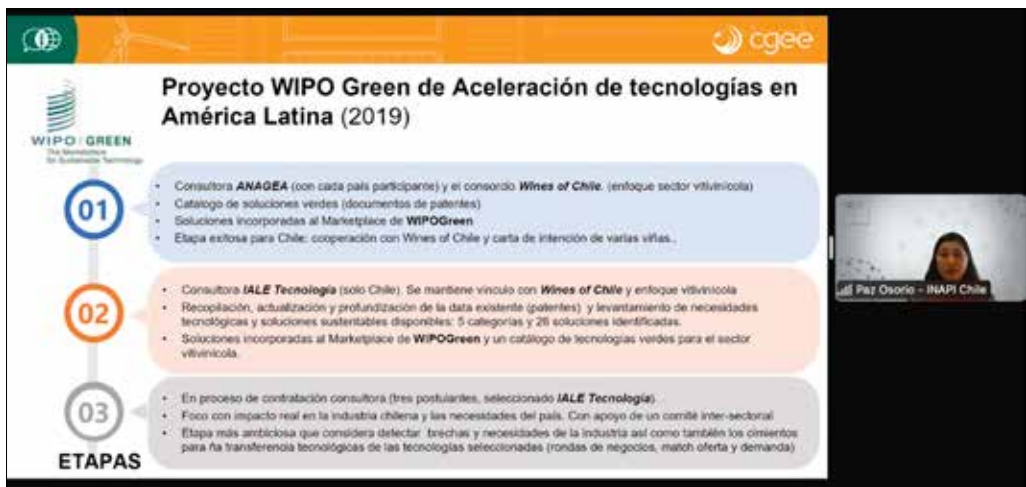 cgee
Proyecto WIPO Green de Aceleración de tecnologías en
América Latina (2019)
WIPO GREEN
The Marketplace
for Sustainable Technology
01
• Consultora ANAGEA (con cada país participante) y el consorcio Wines of Chile. (enfoque sector vitivinícola)
• Catalogo de soluciones verdes (documentos de patentes)
• Soluciones incorporadas al Marketplace de WIPOGreen
• Etapa exitosa para Chile: cooperación con Wines of Chile y carta de intención de varias viñas..
02
• Consultora IALE Tecnología (solo Chile). Se mantiene vínculo con Wines of Chile y enfoque vitivinícola
• Recopilación, actualización y profundización de la data existente (patentes) y levantamiento de necesidades
tecnológicas y soluciones sustentables disponibles: 5 categorías y 26 soluciones identificadas.
• Soluciones incorporadas al Marketplace de WIPOGreen y un catálogo de tecnologías verdes para el sector
vitivinícola.
03
• En proceso de contratación consultora (tres postulantes, seleccionado IALE Tecnología).
• Foco con impacto real en la industria chilena y las necesidades del país. Con apoyo de un comité inter-sectorial
• Etapa más ambiciosa que considera detectar brechas y necesidades de la industria así como también los cimientos
para ña transferencia tecnológicas de las tecnologías seleccionadas (rondas de negocios, match oferta y demanda)
ETAPAS
Paz Osorio - INAPI Chile